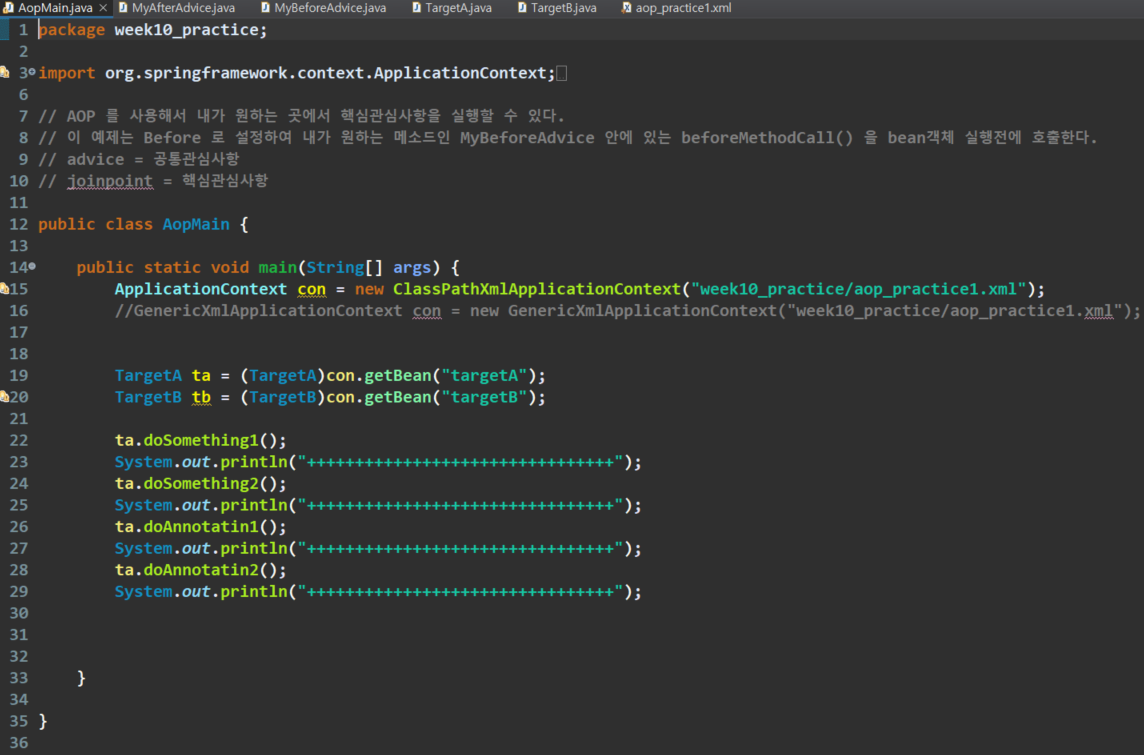 AopMain.java MyAfterAdvice.java MyBeforeAdvice.java TargetA.java TargetB.java aop_practice1.xml
1 package week10_practice;
2
3 import org.springframework.context.ApplicationContext;
6
7 // AOP 를 사용해서 내가 원하는 곳에서 핵심관심사항을 실행할 수 있다.
8 // 이 예제는 Before 로 설정하여 내가 원하는 메소드인 MyBeforeAdvice 안에 있는 beforeMethodCall() 을 bean객체 실행전에 호출한다.
9 // advice = 공통관심사항
10 // joinpoint = 핵심관심사항
11
12 public class AopMain {
13
14 public static void main(String[] args) {
15 ApplicationContext con = new ClassPathXmlApplicationContext("week10_practice/aop_practice1.xml");
16 //GenericXmlApplicationContext con = new GenericXmlApplicationContext("week10_practice/aop_practice1.xml");
17
18
19 TargetA ta = (TargetA)con.getBean("targetA");
20 TargetB tb = (TargetB)con.getBean("targetB");
21
22 ta.doSomething1();
23 System.out.println("++++++++++++++++++++++++++++++++");
24 ta.doSomething2();
25 System.out.println("++++++++++++++++++++++++++++++++");
26 ta.doAnnotatin1();
27 System.out.println("++++++++++++++++++++++++++++++++");
28 ta.doAnnotatin2();
29 System.out.println("++++++++++++++++++++++++++++++++");
30
31
32
33 }
34
35 }
36